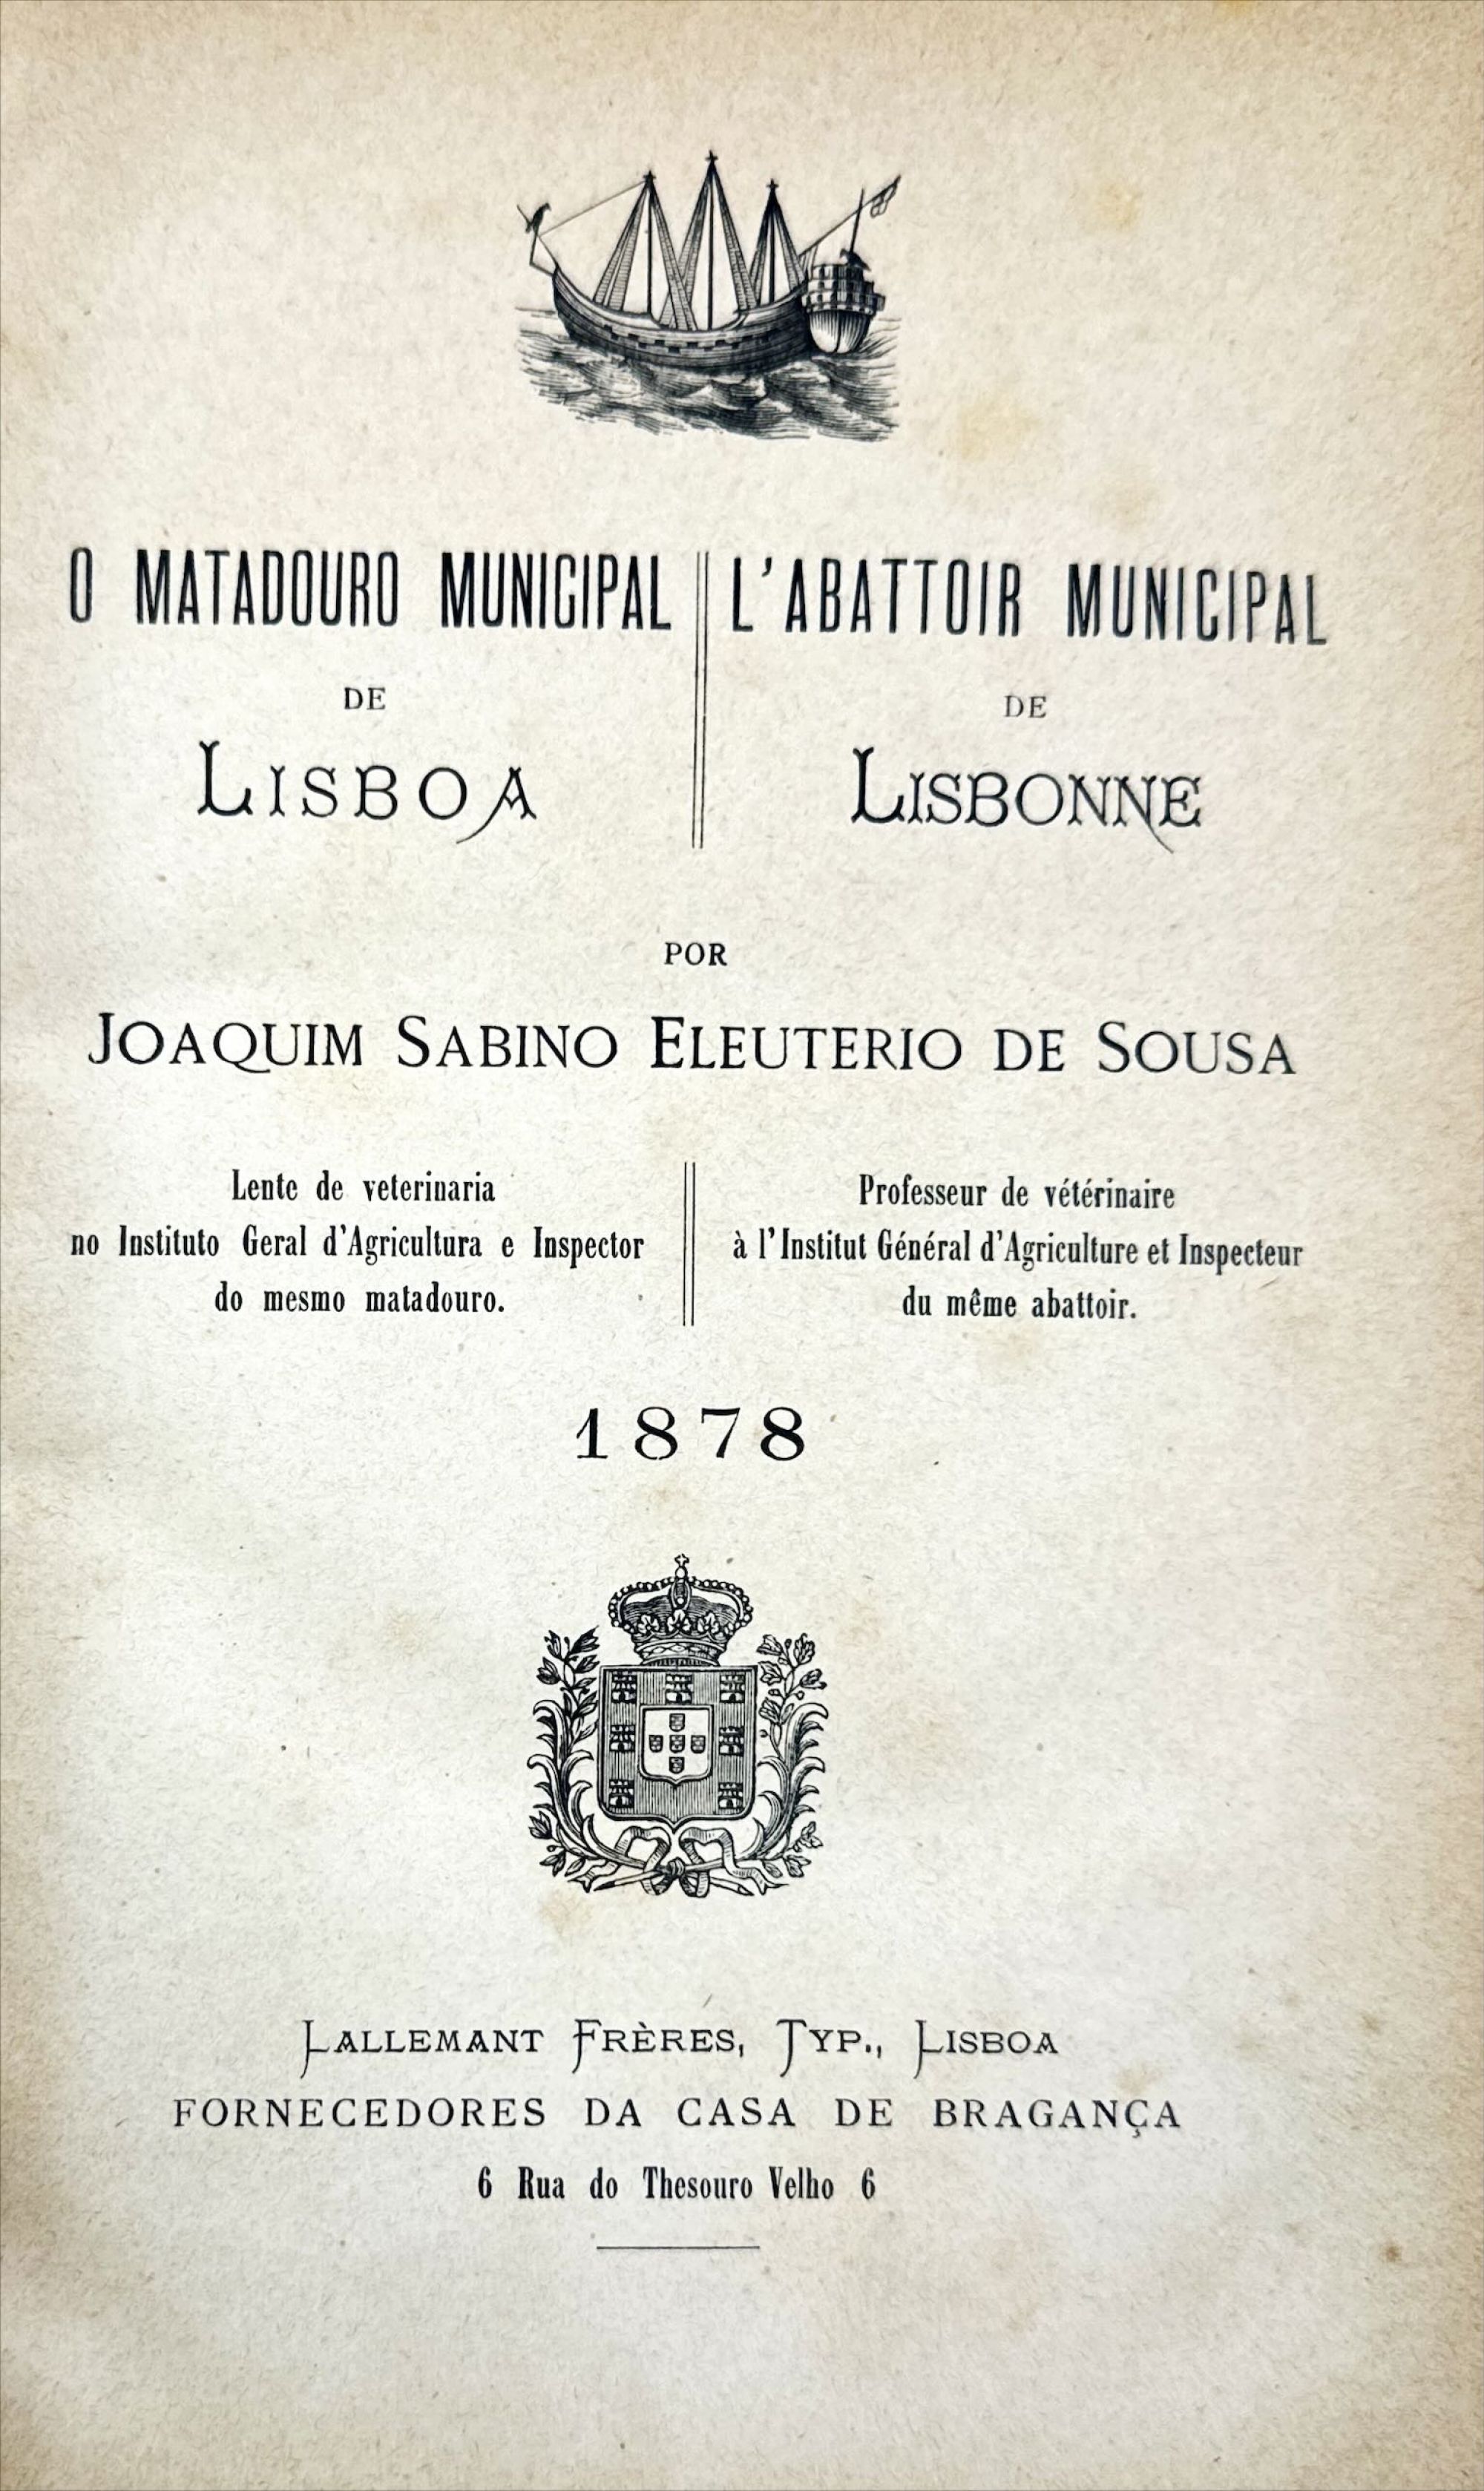 O MATADOURO MUNICIPAL
DE
LISBOA
L'ABATTOIR MUNICIPAL
DE
LISBONNE
POR
JOAQUIM SABINO ELEUTERIO DE SOUSA
Lente de veterinaria
no Instituto Geral d'Agricultura e Inspector
do mesmo matadouro.
Professeur de vétérinaire
à l'Institut Général d'Agriculture et Inspecteur
du même abattoir.
1878
LALLEMANT FRÈRES, TYP., LISBOA
FORNECEDORES DA CASA DE BRAGANÇA
6 Rua do Thesouro Velho 6